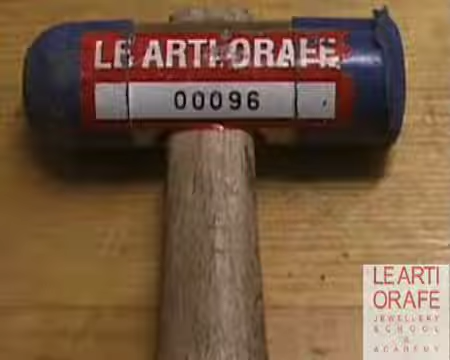 LE ARTI ORAFE
00096
LE ARTI
ORAFE
JEWELLERY
SCHOOL
&
ACADEMY